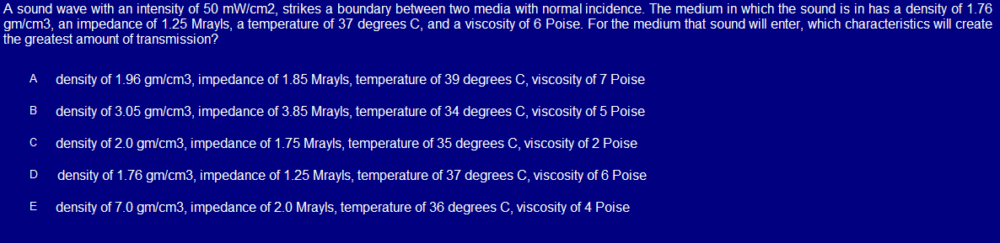 A sound wave with an intensity of 50 mW/cm2, strikes a boundary between two media with normal incidence. The medium in which the sound is in has a density of 1.76
gm/cm3, an impedance of 1.25 Mrayls, a temperature of 37 degrees C, and a viscosity of 6 Poise. For the medium that sound will enter, which characteristics will create
the greatest amount of transmission?
A density of 1.96 gm/cm3, impedance of 1.85 Mrayls, temperature of 39 degrees C, viscosity of 7 Poise
B density of 3.05 gm/cm3, impedance of 3.85 Mrayls, temperature of 34 degrees C, viscosity of 5 Poise
C density of 2.0 gm/cm3, impedance of 1.75 Mrayls, temperature of 35 degrees C, viscosity of 2 Poise
D density of 1.76 gm/cm3, impedance of 1.25 Mrayls, temperature of 37 degrees C, viscosity of 6 Poise
E density of 7.0 gm/cm3, impedance of 2.0 Mrayls, temperature of 36 degrees C, viscosity of 4 Poise